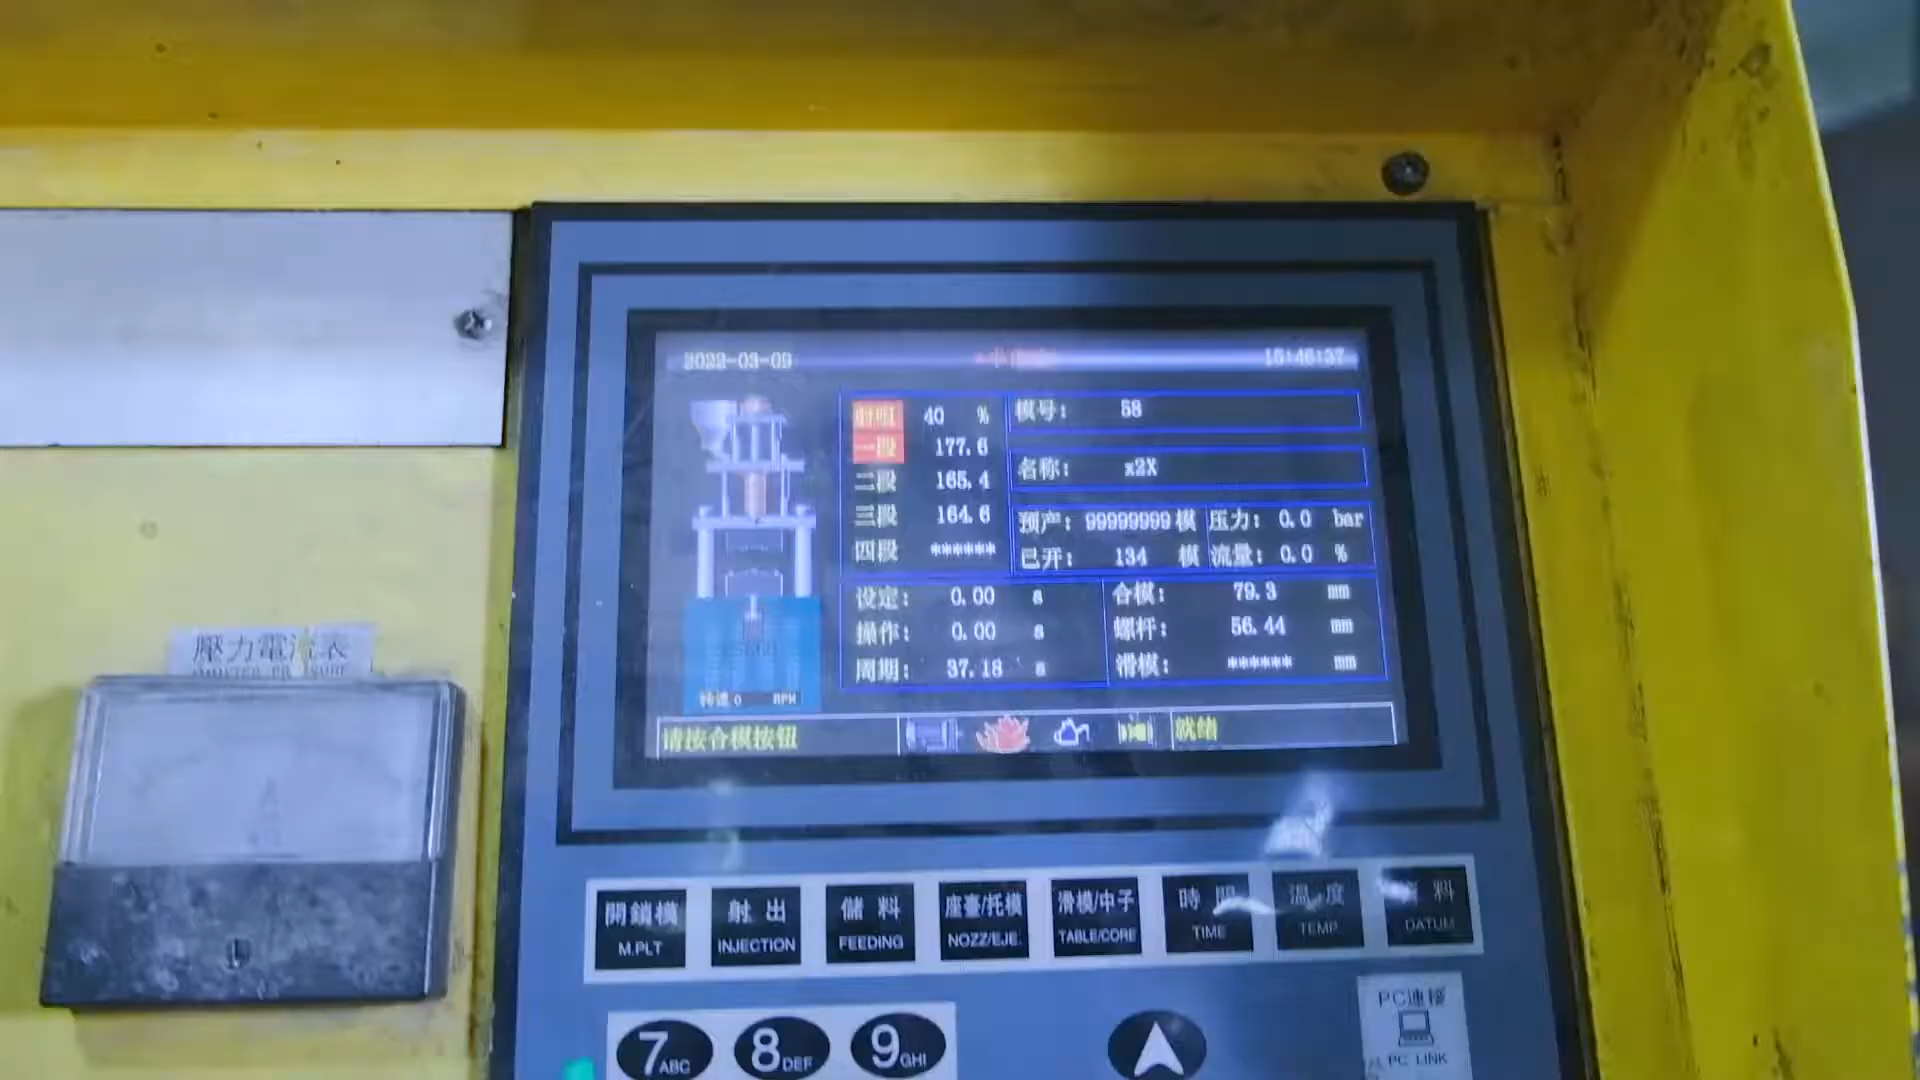 2022-03-09 15:46:37
射咀 40 %
一段 177.6
二段 165.4
三段 164.6
四段 ******
模号: 58
名称: x2X
预产: 99999999 模 压力: 0.0 bar
已开: 134 模 流量: 0.0 %
设定: 0.00 s
操作: 0.00 s
周期: 37.18 s
合模: 79.3 mm
螺杆: 56.44 mm
滑模: ****** mm
转速 0 RPM
请按合模按钮
就绪
壓力電流表
A
開鎖模
M.PLT
射出
INJECTION
儲料
FEEDING
座臺/托模
NOZZ/EJE.
滑模/中子
TABLE/CORE
時間
TIME
溫度
TEMP
料
DATUM
7 ABC
8 DEF
9 GHI
PC連接
PC LINK